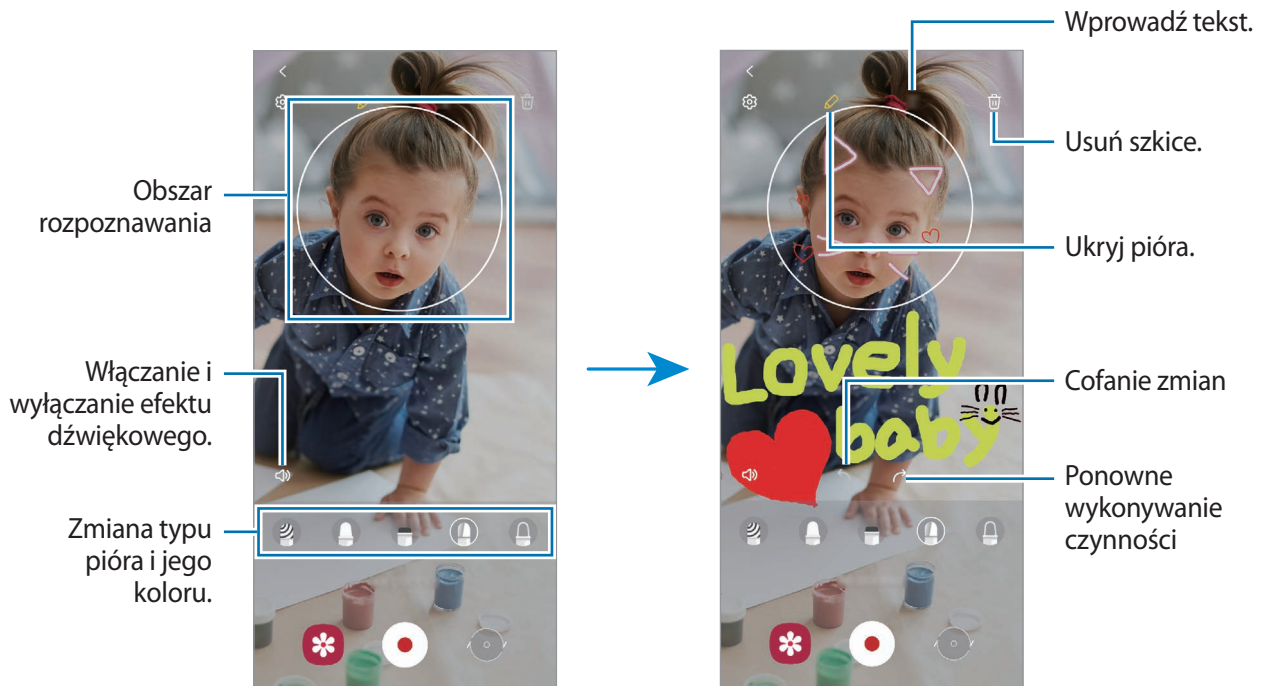 Obszar
rozpoznawania
Włączanie i
wyłączanie efektu
dźwiękowego.
Zmiana typu
pióra i jego
koloru.
Wprowadź tekst.
Usuń szkice.
Ukryj pióra.
Lovely
baby
Cofanie zmian
Ponowne
wykonywanie
czynności